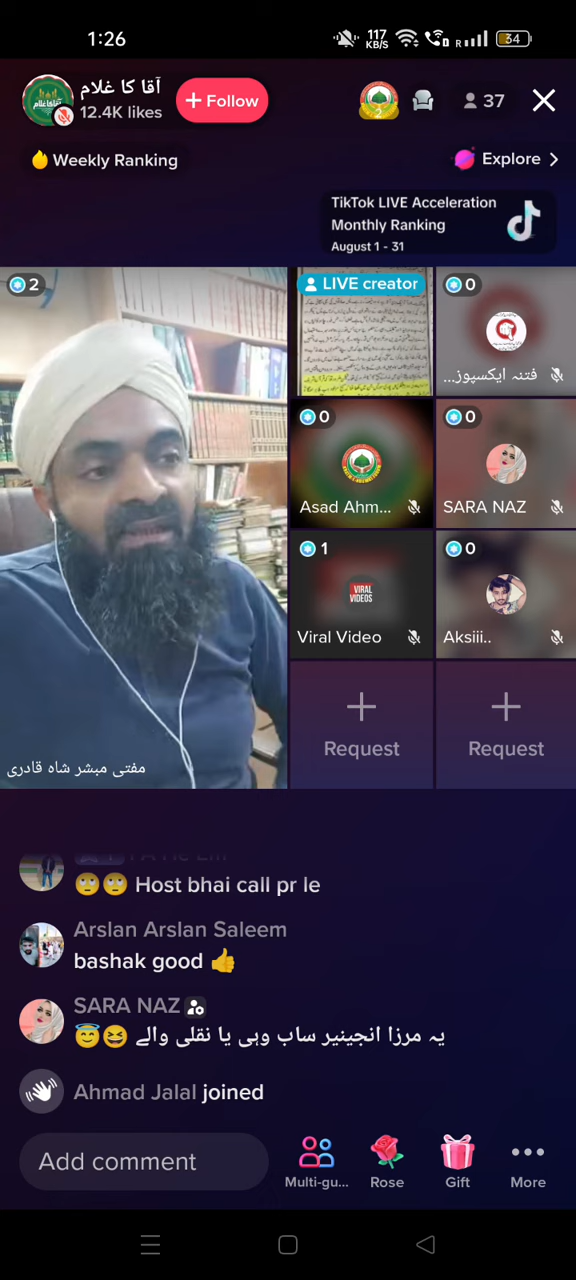 1:26
117
KB/S
R
34
آقا کا غلام
12.4K likes
+ Follow
2
37
Weekly Ranking
Explore >
TikTok LIVE Acceleration
Monthly Ranking
August 1 - 31
2
LIVE creator
0
فتنہ ایکسپوز...
0
Asad Ahm...
0
SARA NAZ
1
VIRAL
VIDEOS
Viral Video
0
Aksiii..
مفتی مبشر شاہ قادری
Request
Request
🙄🙄 Host bhai call pr le
Arslan Arslan Saleem
bashak good 👍
SARA NAZ
یہ مرزا انجینیر ساب وہی یا نقلی والے 😆😇
Ahmad Jalal joined
Add comment
Multi-gu...
Rose
Gift
More